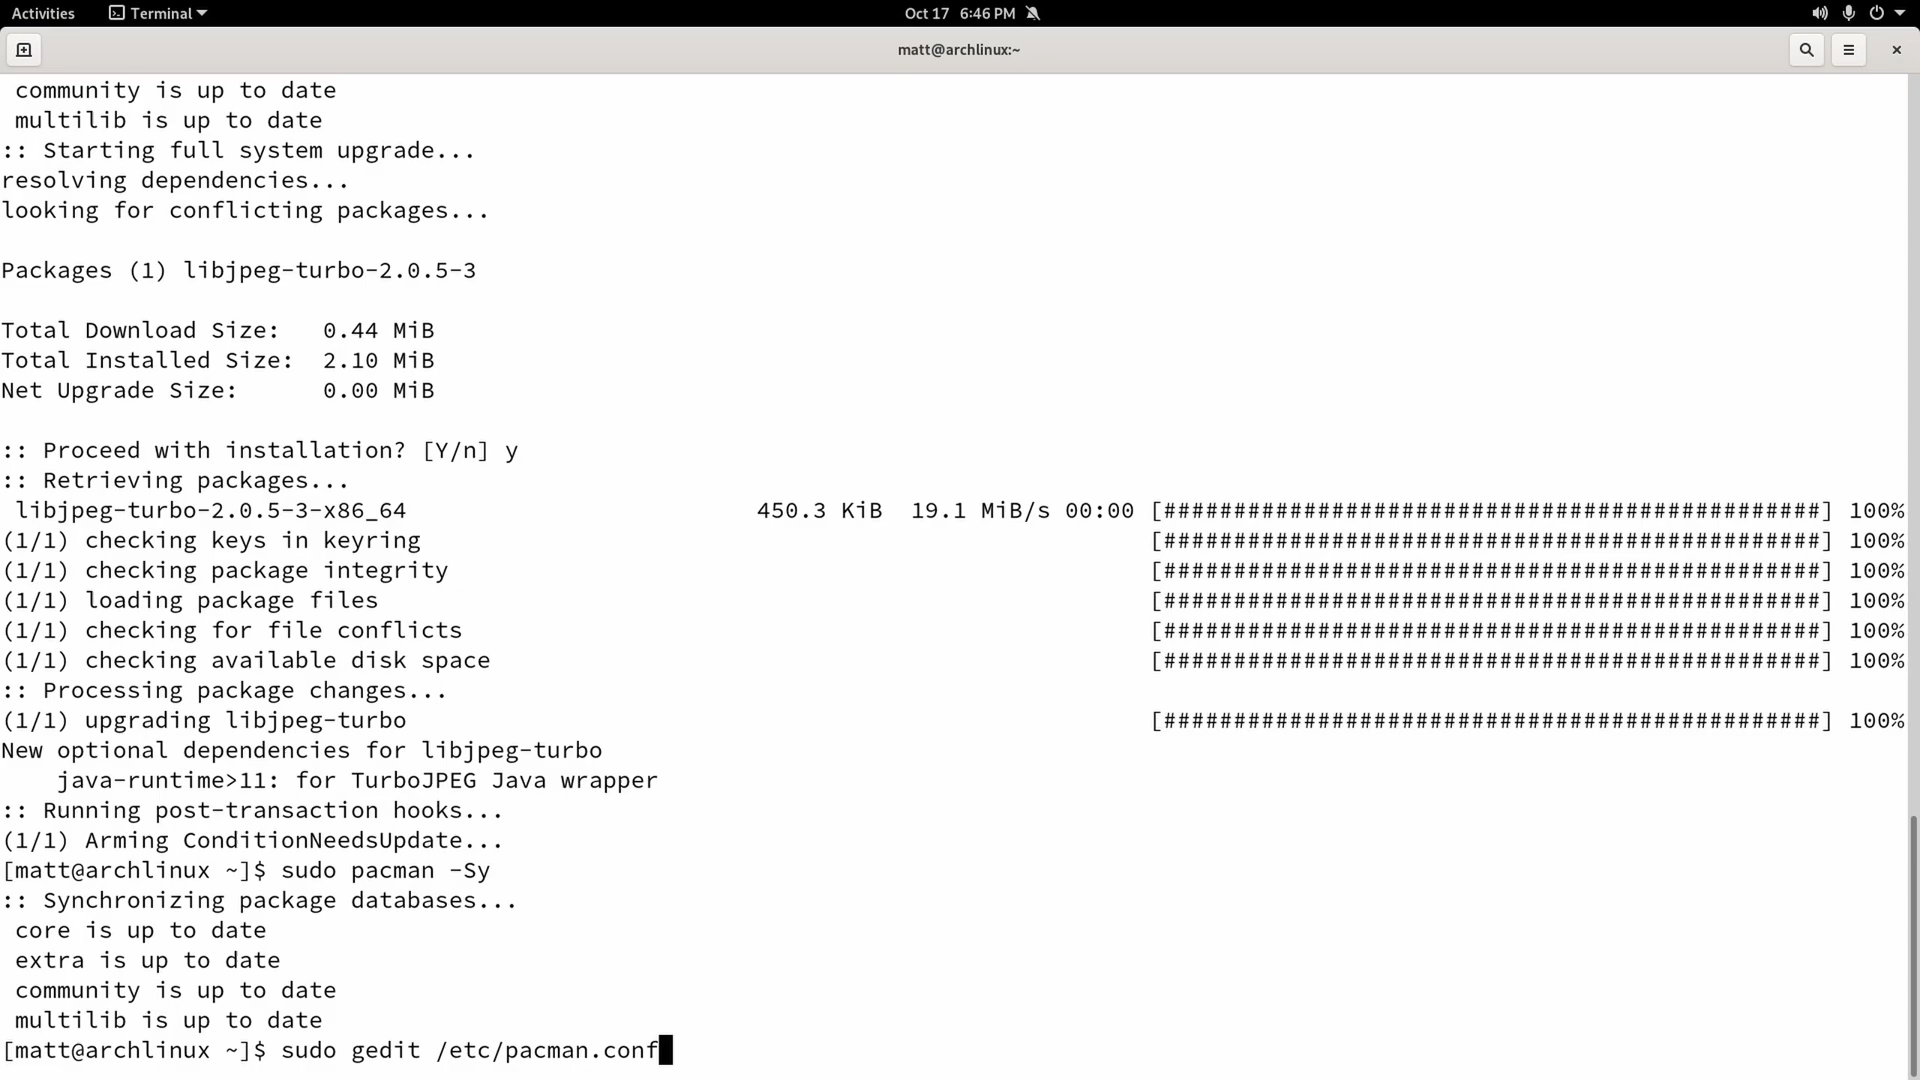 Activities Terminal Oct 17 6:46 PM
matt@archlinux:~
community is up to date
multilib is up to date
:: Starting full system upgrade...
resolving dependencies...
looking for conflicting packages...
Packages (1) libjpeg-turbo-2.0.5-3
Total Download Size: 0.44 MiB
Total Installed Size: 2.10 MiB
Net Upgrade Size: 0.00 MiB
:: Proceed with installation? [Y/n] y
:: Retrieving packages...
libjpeg-turbo-2.0.5-3-x86_64 450.3 KiB 19.1 MiB/s 00:00 [###############################################] 100%
(1/1) checking keys in keyring [###############################################] 100%
(1/1) checking package integrity [###############################################] 100%
(1/1) loading package files [###############################################] 100%
(1/1) checking for file conflicts [###############################################] 100%
(1/1) checking available disk space [###############################################] 100%
:: Processing package changes...
(1/1) upgrading libjpeg-turbo [###############################################] 100%
New optional dependencies for libjpeg-turbo
java-runtime>11: for TurboJPEG Java wrapper
:: Running post-transaction hooks...
(1/1) Arming ConditionNeedsUpdate...
[matt@archlinux ~]$ sudo pacman -Sy
:: Synchronizing package databases...
core is up to date
extra is up to date
community is up to date
multilib is up to date
[matt@archlinux ~]$ sudo gedit /etc/pacman.conf